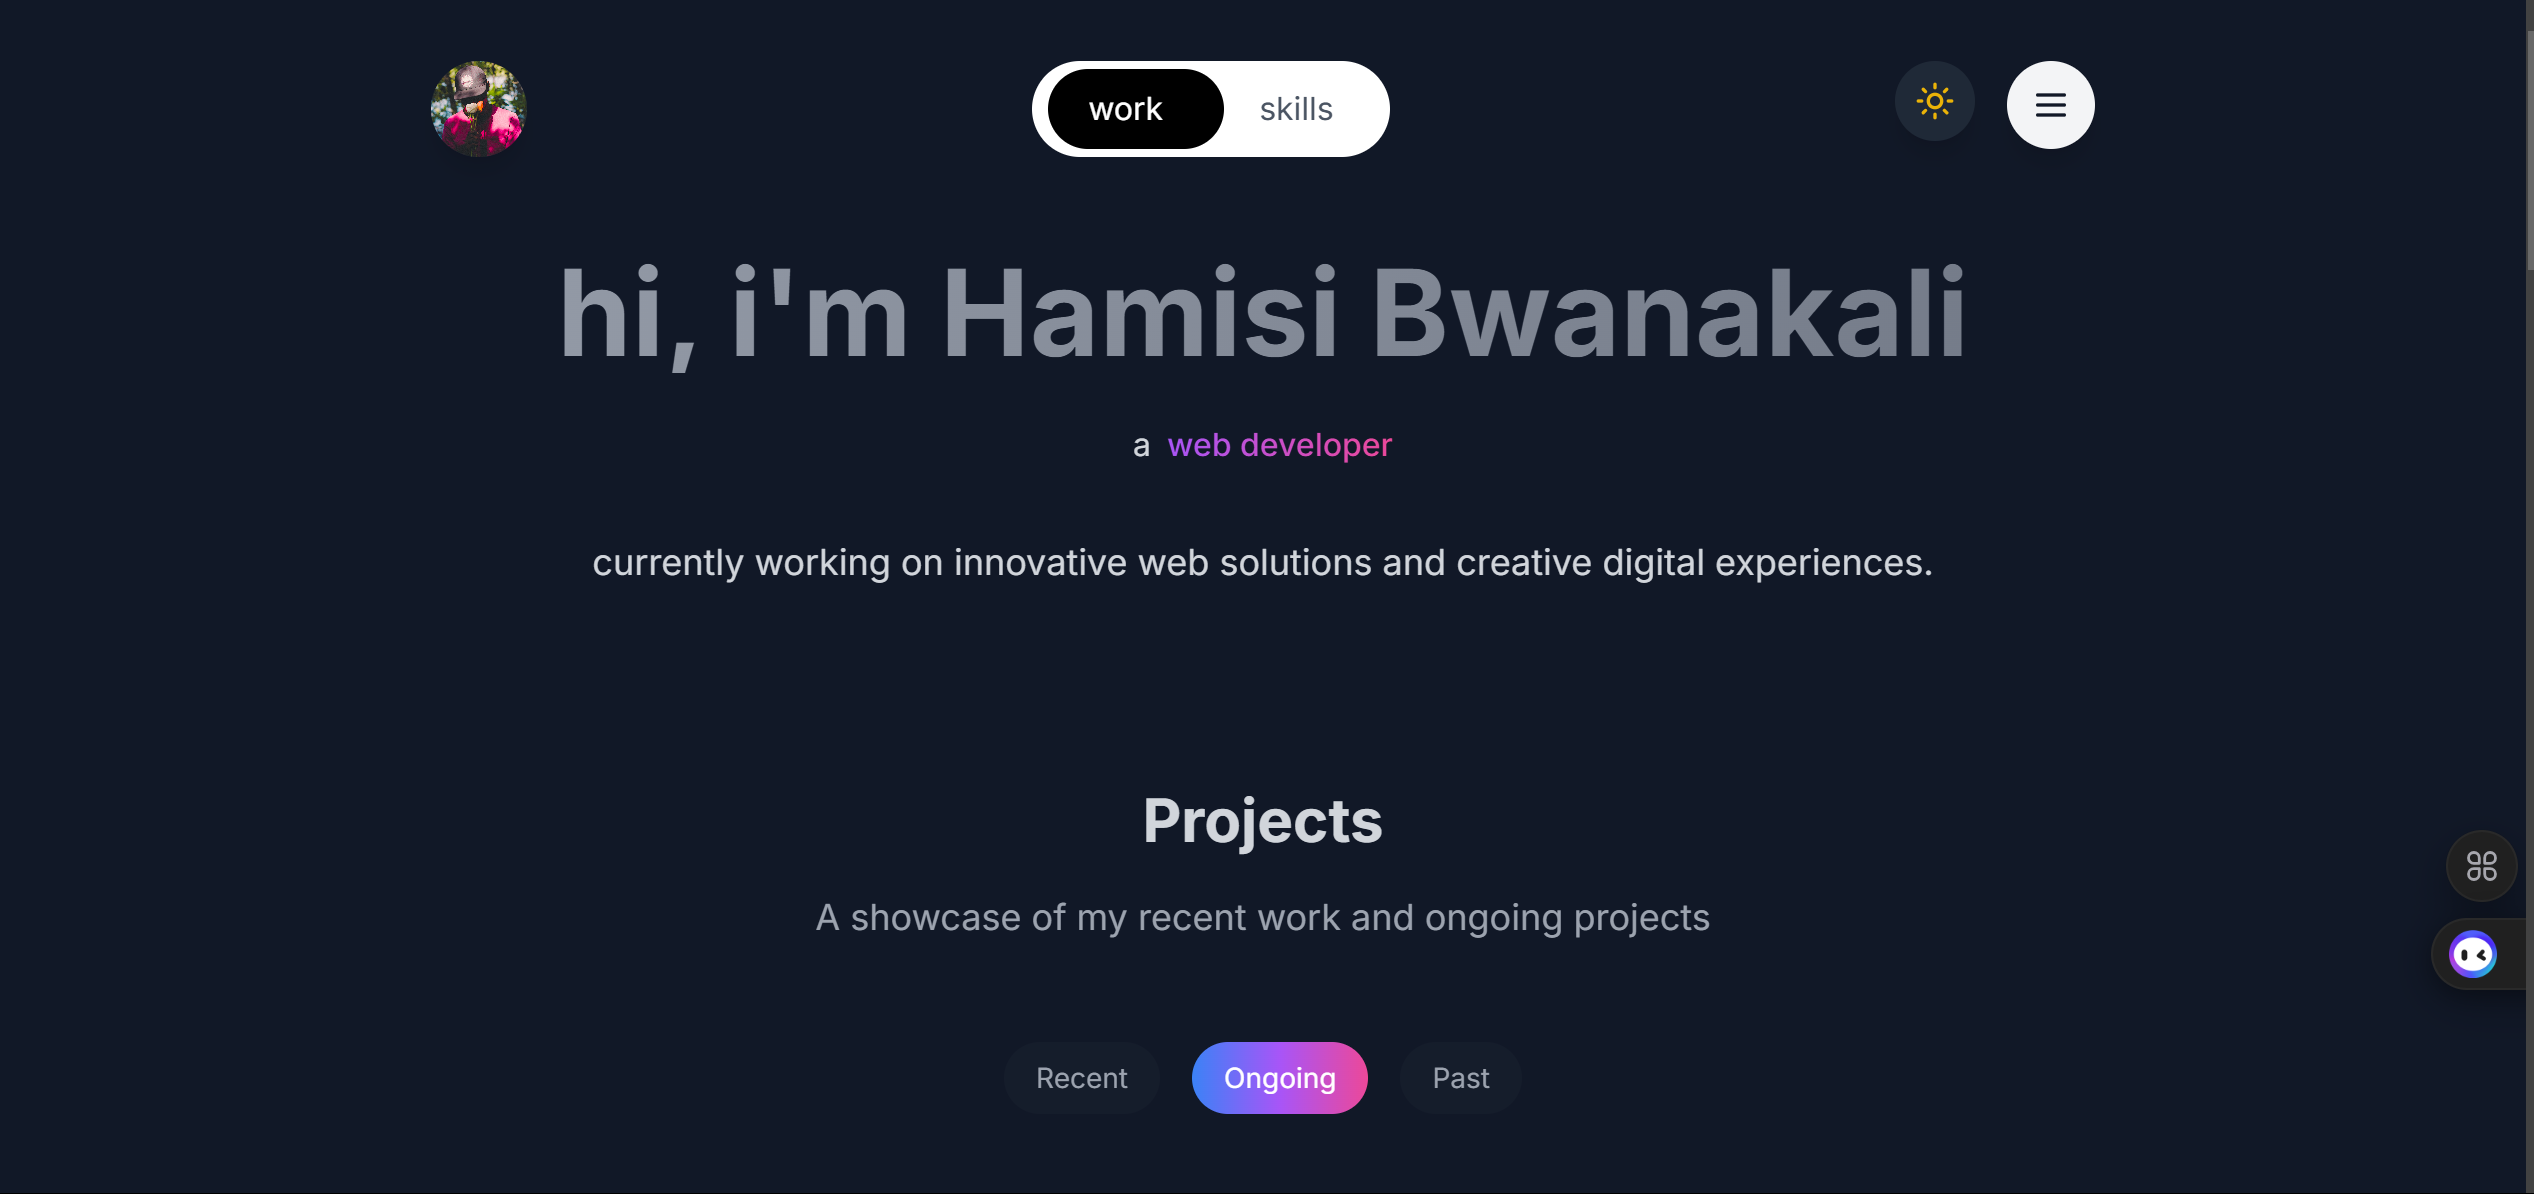 work
skills
hi, i'm Hamisi Bwanakali
a web developer
currently working on innovative web solutions and creative digital experiences.
Projects
A showcase of my recent work and ongoing projects
Recent
Ongoing
Past